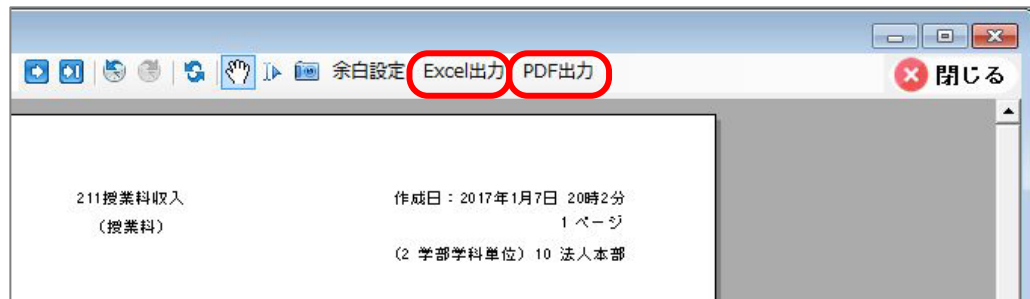 余白設定 Excel出力 PDF出力 閉じる
211授業料収入 作成日：2017年1月7日 20時2分
（授業料） 1 ページ
（2 学部学科単位）10 法人本部